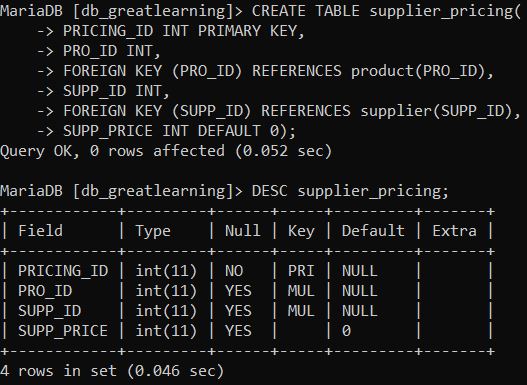 MariaDB [db_greatlearning]> CREATE TABLE supplier_pricing(
    -> PRICING_ID INT PRIMARY KEY,
    -> PRO_ID INT,
    -> FOREIGN KEY (PRO_ID) REFERENCES product(PRO_ID),
    -> SUPP_ID INT,
    -> FOREIGN KEY (SUPP_ID) REFERENCES supplier(SUPP_ID),
    -> SUPP_PRICE INT DEFAULT 0);
Query OK, 0 rows affected (0.052 sec)

MariaDB [db_greatlearning]> DESC supplier_pricing;
+------------+---------+------+-----+---------+-------+
| Field      | Type    | Null | Key | Default | Extra |
+------------+---------+------+-----+---------+-------+
| PRICING_ID | int(11) | NO   | PRI | NULL    |       |
| PRO_ID     | int(11) | YES  | MUL | NULL    |       |
| SUPP_ID    | int(11) | YES  | MUL | NULL    |       |
| SUPP_PRICE | int(11) | YES  |     | 0       |       |
+------------+---------+------+-----+---------+-------+
4 rows in set (0.046 sec)